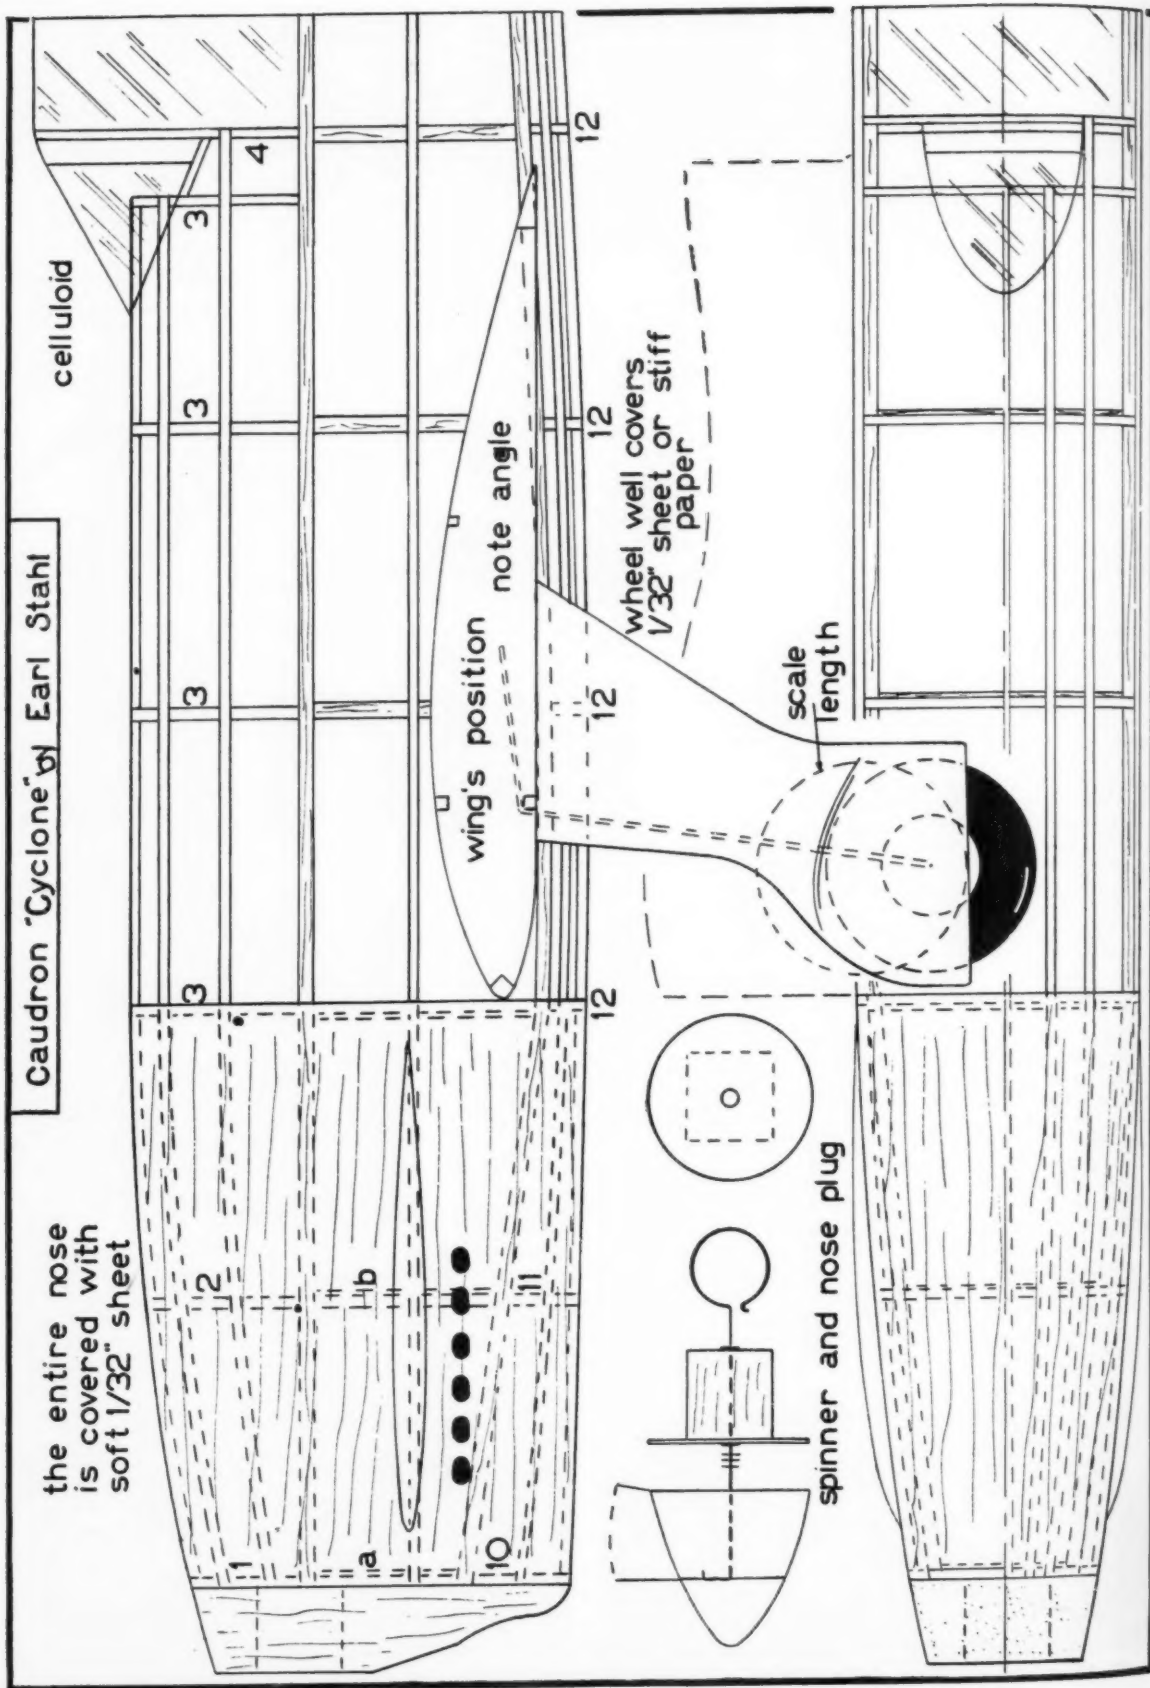 Caudron "Cyclone" by Earl Stahl
the entire nose
is covered with
soft 1/32" sheet
celluloid
1
2
3
3
3
3
4
a
1b
10
11
12
12
12
12
wing's position
note angle
wheel well covers
1/32" sheet or stiff
paper
scale
length
spinner and nose plug